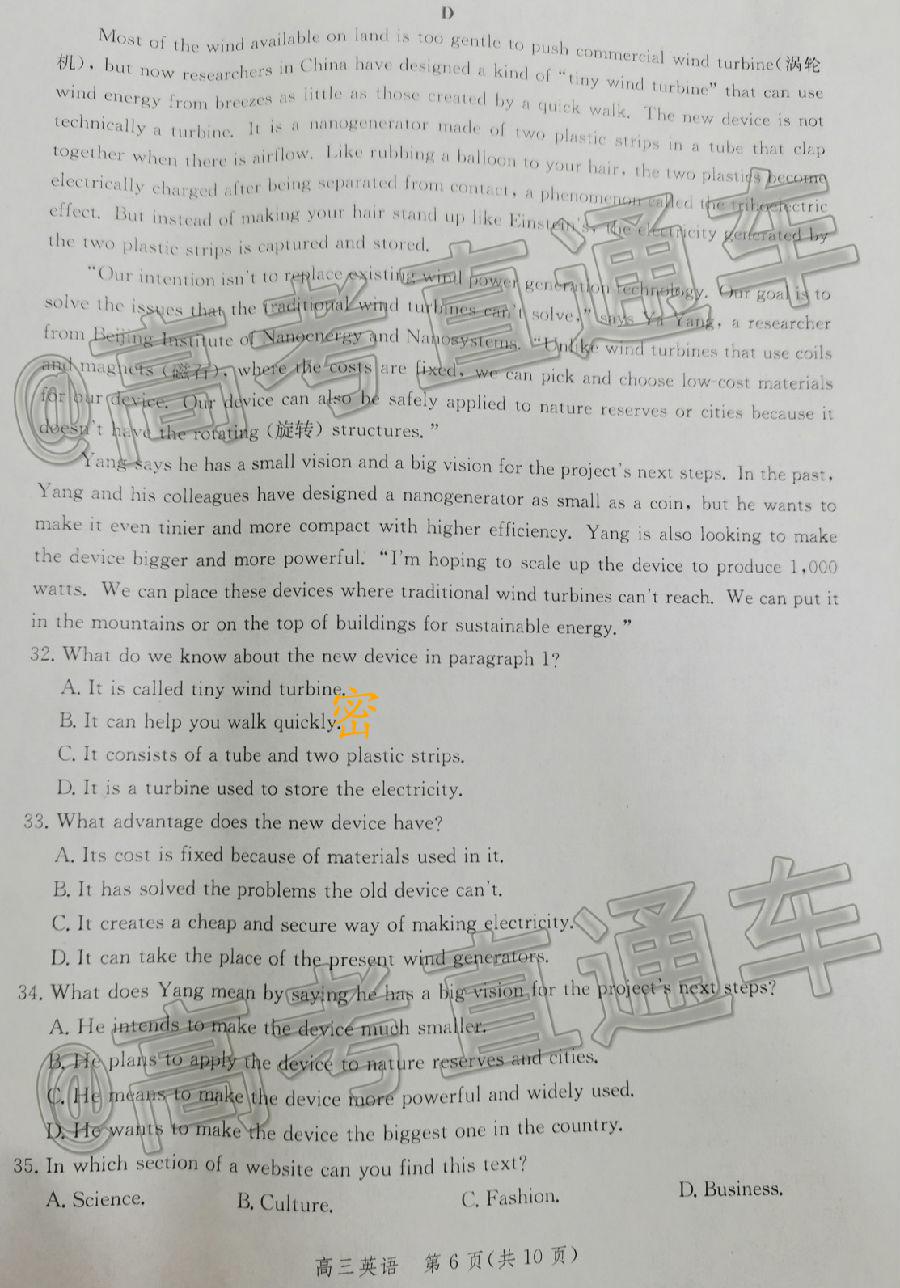 D
Most of the wind available on land is too gentle to push commercial wind turbine(涡轮
机), but now researchers in China have designed a kind of “tiny wind turbine” that can use
wind energy from breezes as little as those created by a quick walk. The new device is not
technically a turbine. It is a nanogenerator made of two plastic strips in a tube that clap
together when there is airflow. Like rubbing a balloon to your hair, the two plastics become
electrically charged after being separated from contact, a phenomenon called the triboelectric
effect. But instead of making your hair stand up like Einstein's, the electricity generated by
the two plastic strips is captured and stored.
“Our intention isn't to replace existing wind power generation technology. Our goal is to
solve the issues that the traditional wind turbines can't solve,” says Ya Yang, a researcher
from Beijing Institute of Nanoenergy and Nanosystems. “Unlike wind turbines that use coils
and magnets (磁石), where the costs are fixed, we can pick and choose low-cost materials
for our device. Our device can also be safely applied to nature reserves or cities because it
doesn't have the rotating (旋转) structures.”
Yang says he has a small vision and a big vision for the project's next steps. In the past,
Yang and his colleagues have designed a nanogenerator as small as a coin, but he wants to
make it even tinier and more compact with higher efficiency. Yang is also looking to make
the device bigger and more powerful. “I'm hoping to scale up the device to produce 1,000
watts. We can place these devices where traditional wind turbines can't reach. We can put it
in the mountains or on the top of buildings for sustainable energy.”
32. What do we know about the new device in paragraph 1?
A. It is called tiny wind turbine.
B. It can help you walk quickly.
密
C. It consists of a tube and two plastic strips.
D. It is a turbine used to store the electricity.
33. What advantage does the new device have?
A. Its cost is fixed because of materials used in it.
B. It has solved the problems the old device can't.
C. It creates a cheap and secure way of making electricity.
D. It can take the place of the present wind generators.
34. What does Yang mean by saying he has a big vision for the project's next steps?
A. He intends to make the device much smaller.
B. He plans to apply the device to nature reserves and cities.
C. He means to make the device more powerful and widely used.
D. He wants to make the device the biggest one in the country.
35. In which section of a website can you find this text?
A. Science. B. Culture. C. Fashion. D. Business.
高三英语 第 6 页(共 10 页)
@高考直通车
@高考直通车